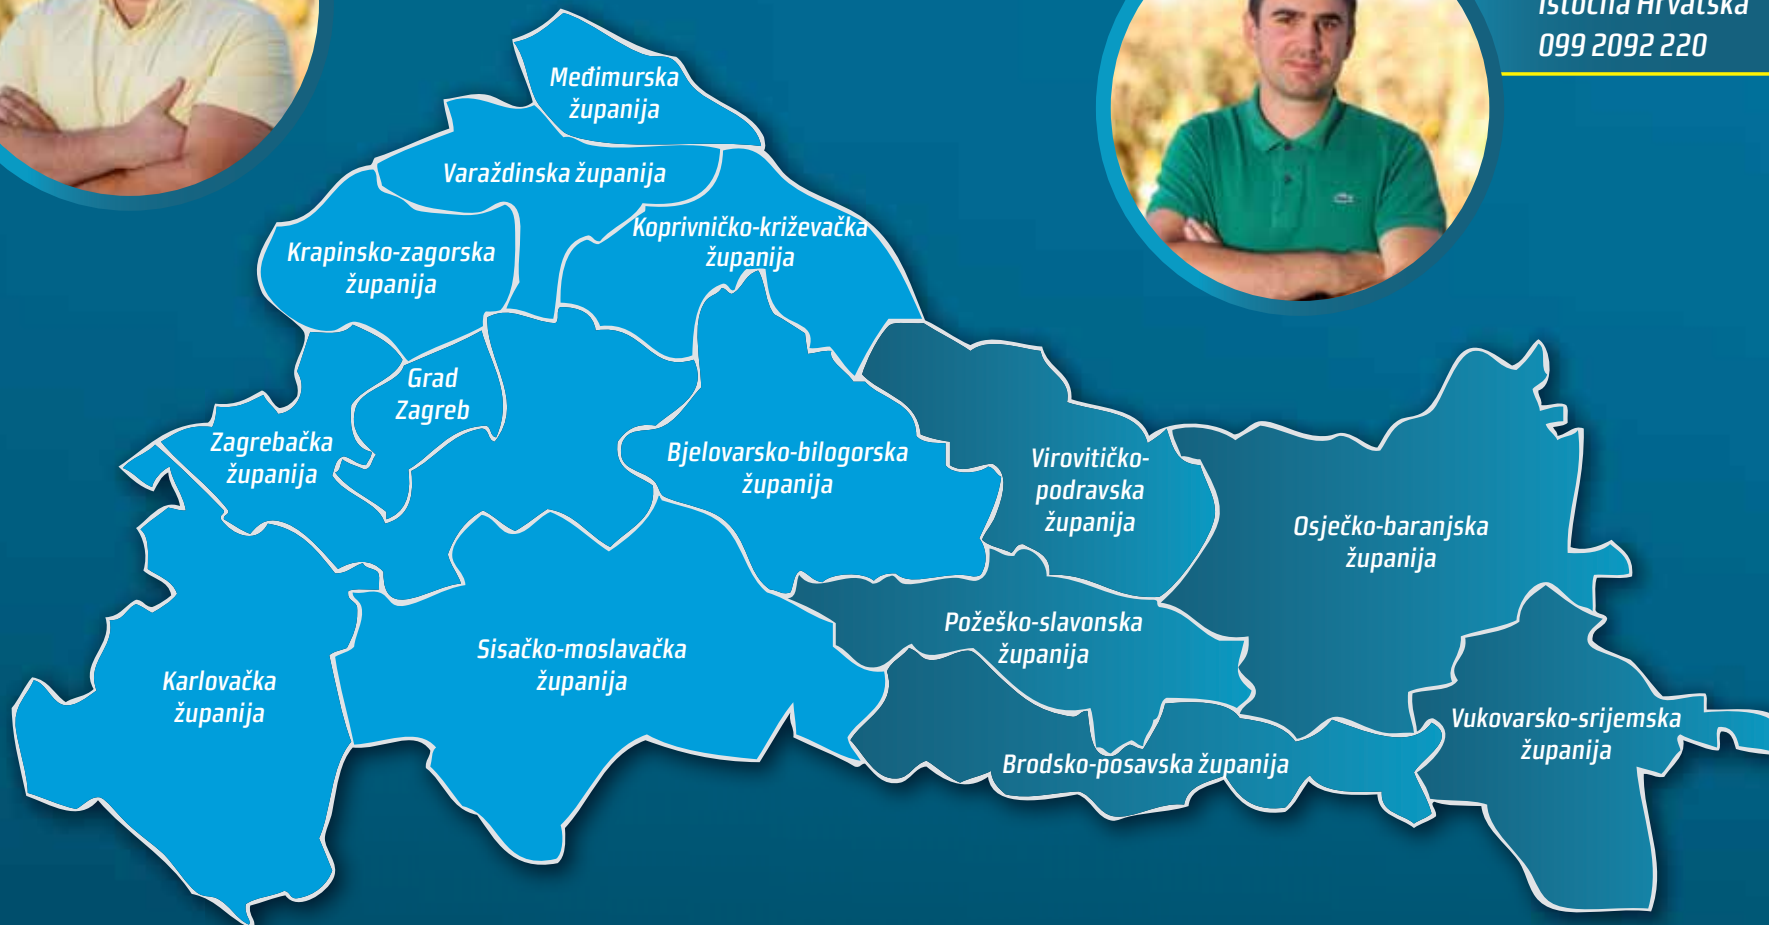 Istočna Hrvatska
099 2092 220
Međimurska
županija
Varaždinska županija
Koprivničko-križevačka
županija
Krapinsko-zagorska
županija
Grad
Zagreb
Zagrebačka
županija
Bjelovarsko-bilogorska
županija
Virovitičko-
podravska
županija
Osječko-baranjska
županija
Požeško-slavonska
županija
Sisačko-moslavačka
županija
Karlovačka
županija
Vukovarsko-srijemska
županija
Brodsko-posavska županija